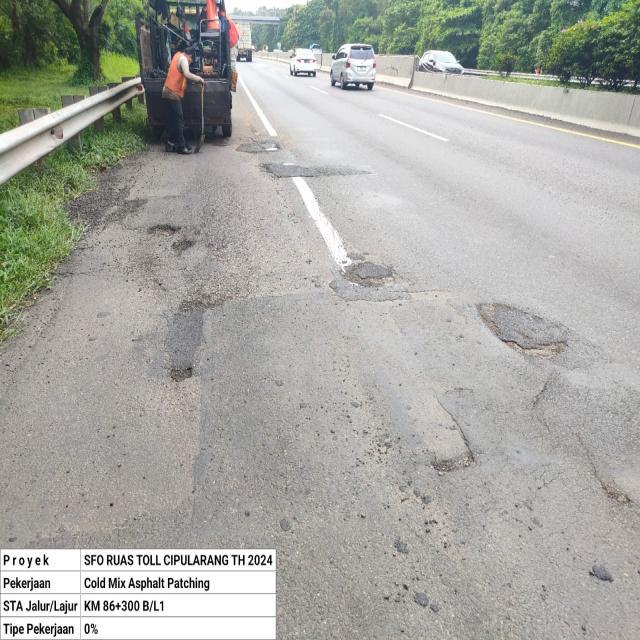 Proyek SFO RUAS TOLL CIPULARANG TH 2024
Pekerjaan Cold Mix Asphalt Patching
STA Jalur/Lajur KM 86+300 B/L1
Tipe Pekerjaan 0%